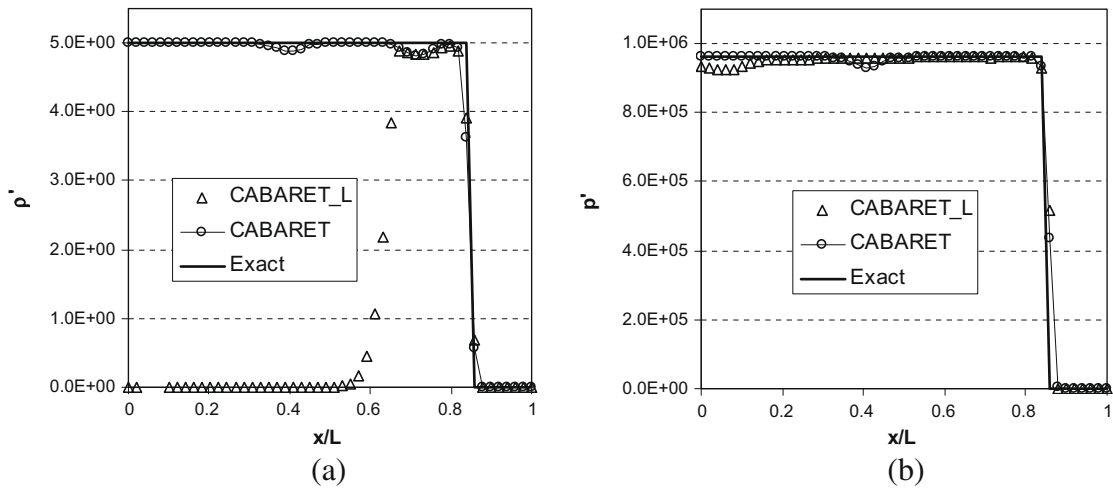 5.0E+00
4.0E+00
3.0E+00
2.0E+00
1.0E+00
0.0E+00
ρ'
CABARET_L
CABARET
Exact
0 0.2 0.4 0.6 0.8 1
x/L
(a)
1.0E+06
8.0E+05
6.0E+05
4.0E+05
2.0E+05
0.0E+00
p'
CABARET_L
CABARET
Exact
0 0.2 0.4 0.6 0.8 1
x/L
(b)